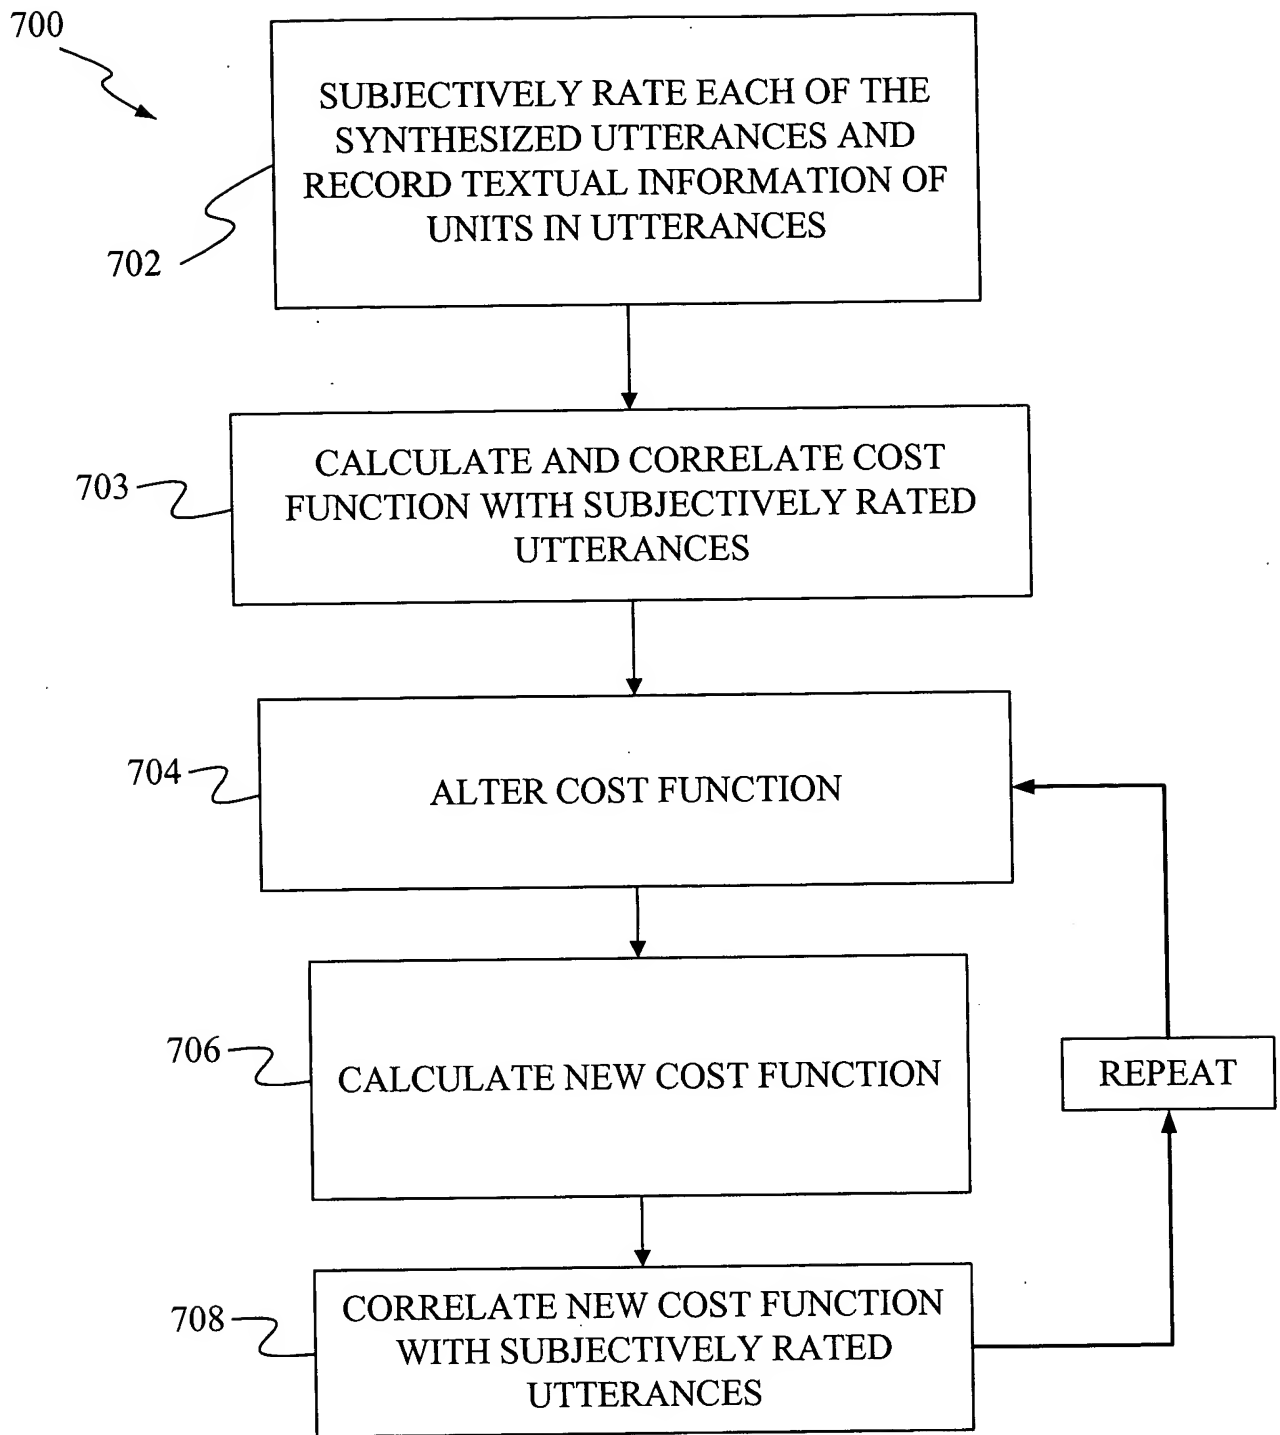 700
SUBJECTIVELY RATE EACH OF THE
SYNTHESIZED UTTERANCES AND
RECORD TEXTUAL INFORMATION OF
UNITS IN UTTERANCES
702
CALCULATE AND CORRELATE COST
FUNCTION WITH SUBJECTIVELY RATED
UTTERANCES
703
ALTER COST FUNCTION
704
CALCULATE NEW COST FUNCTION
706
REPEAT
CORRELATE NEW COST FUNCTION
WITH SUBJECTIVELY RATED
UTTERANCES
708